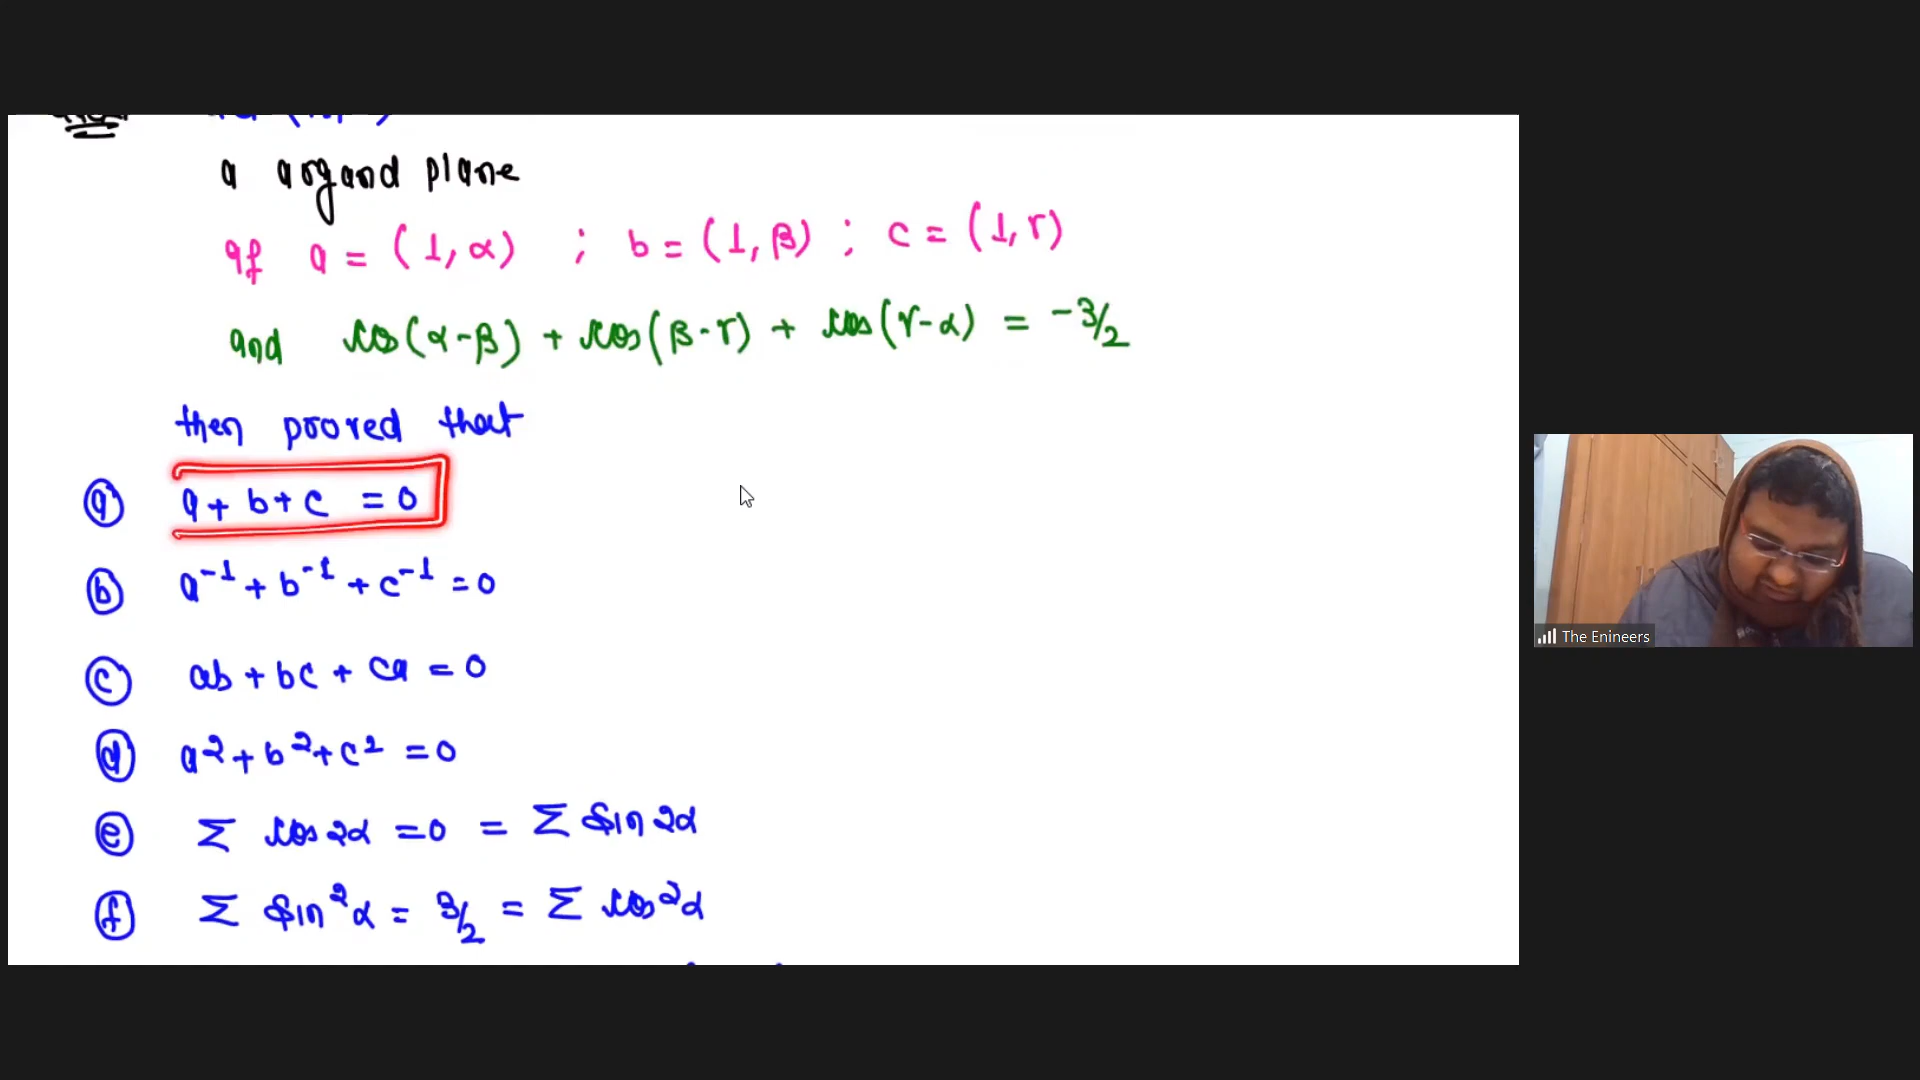 a argand plane
If a = (1, α) ; b = (1, β) ; c = (1, r)
and cos(α-β) + cos(β-r) + cos(r-α) = -3/2
then proved that
(a) a + b + c = 0
(b) a⁻¹ + b⁻¹ + c⁻¹ = 0
(c) ab + bc + ca = 0
(d) a² + b² + c² = 0
(e) Σ cos 2α = 0 = Σ Sin 2α
(f) Σ Sin²α = 3/2 = Σ cos²α
The Enineers